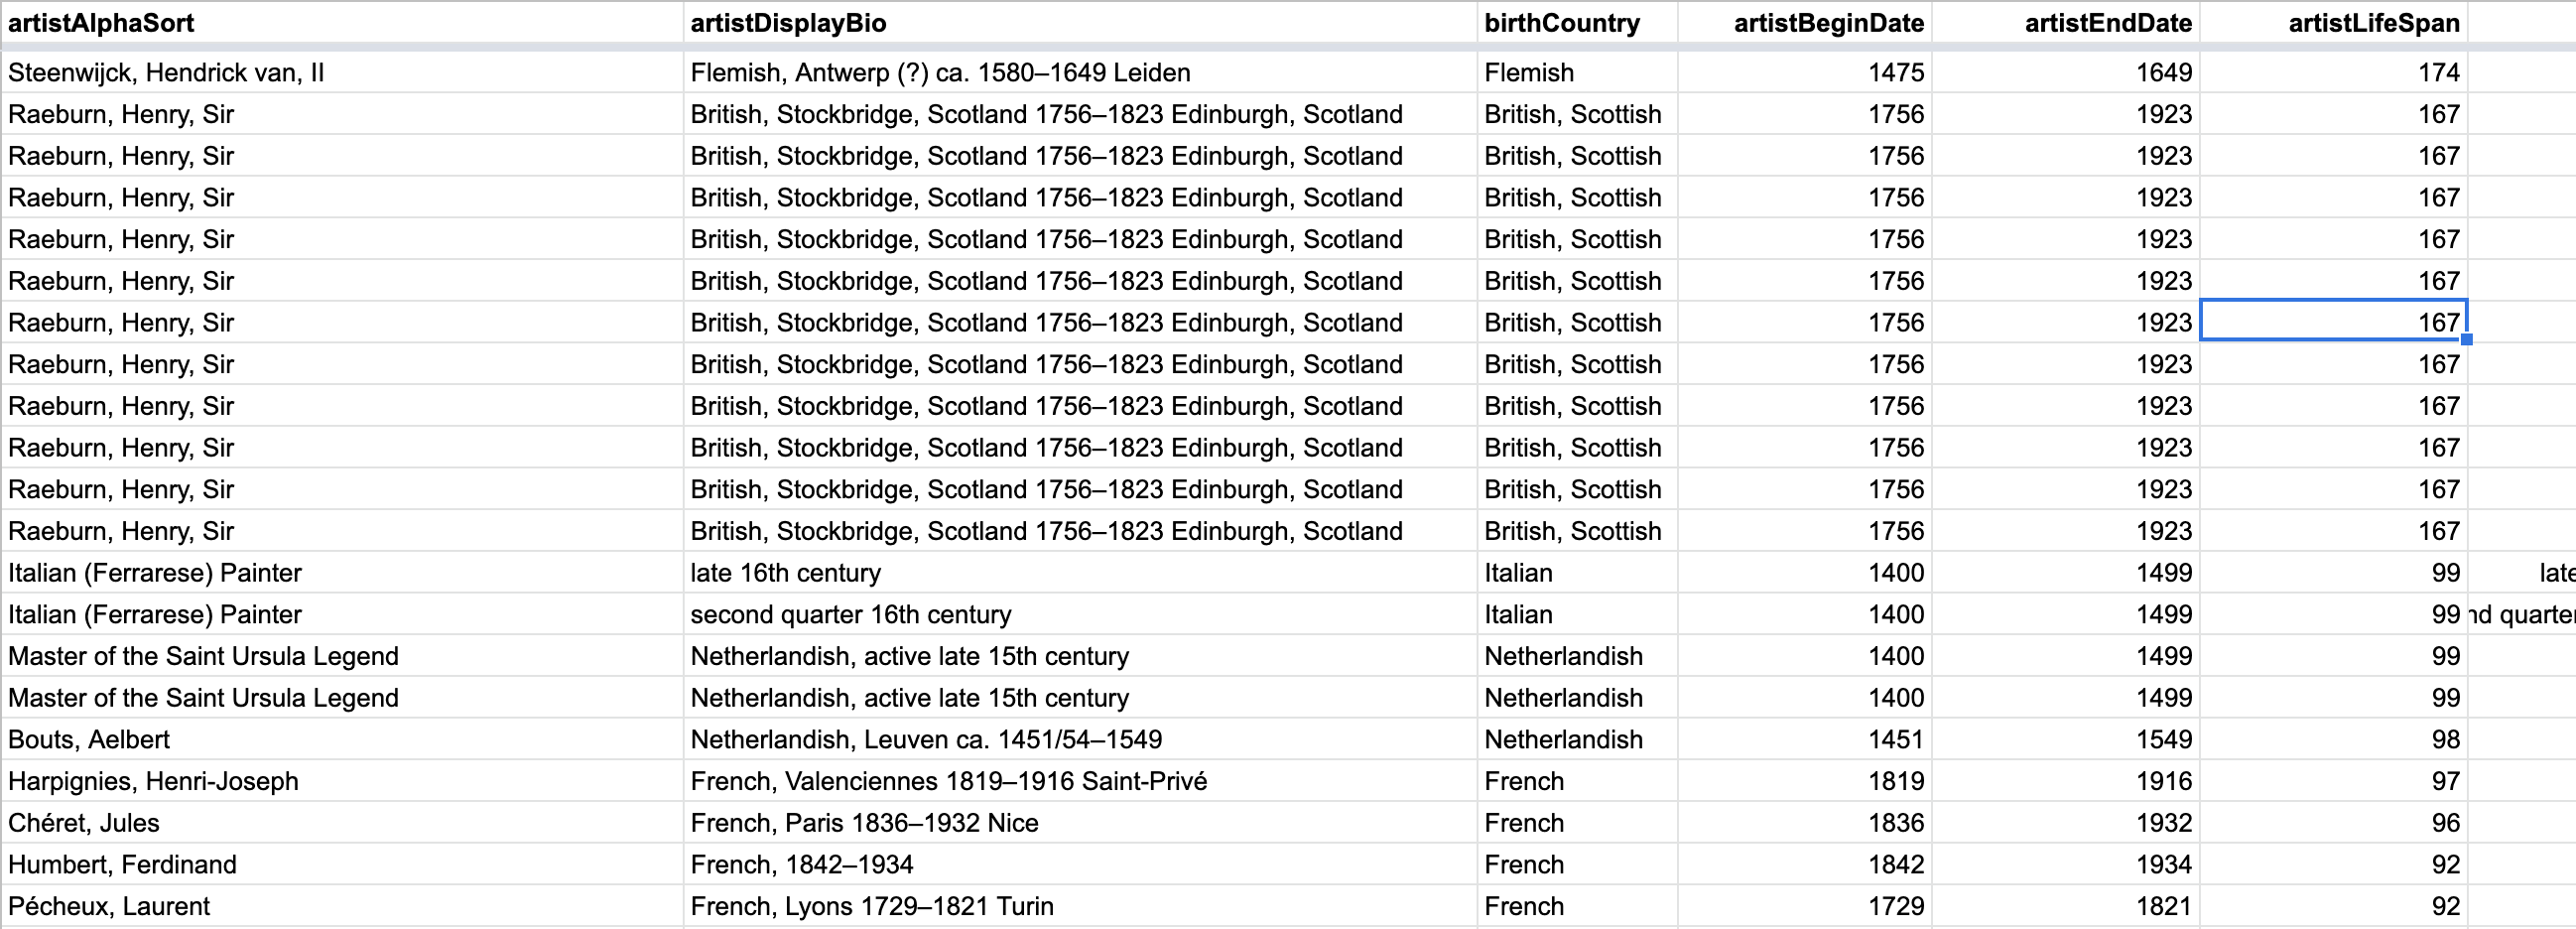 artistAlphaSort artistDisplayBio birthCountry artistBeginDate artistEndDate artistLifeSpan
Steenwijck, Hendrick van, II Flemish, Antwerp (?) ca. 1580–1649 Leiden Flemish 1475 1649 174
Raeburn, Henry, Sir British, Stockbridge, Scotland 1756–1823 Edinburgh, Scotland British, Scottish 1756 1923 167
Raeburn, Henry, Sir British, Stockbridge, Scotland 1756–1823 Edinburgh, Scotland British, Scottish 1756 1923 167
Raeburn, Henry, Sir British, Stockbridge, Scotland 1756–1823 Edinburgh, Scotland British, Scottish 1756 1923 167
Raeburn, Henry, Sir British, Stockbridge, Scotland 1756–1823 Edinburgh, Scotland British, Scottish 1756 1923 167
Raeburn, Henry, Sir British, Stockbridge, Scotland 1756–1823 Edinburgh, Scotland British, Scottish 1756 1923 167
Raeburn, Henry, Sir British, Stockbridge, Scotland 1756–1823 Edinburgh, Scotland British, Scottish 1756 1923 167
Raeburn, Henry, Sir British, Stockbridge, Scotland 1756–1823 Edinburgh, Scotland British, Scottish 1756 1923 167
Raeburn, Henry, Sir British, Stockbridge, Scotland 1756–1823 Edinburgh, Scotland British, Scottish 1756 1923 167
Raeburn, Henry, Sir British, Stockbridge, Scotland 1756–1823 Edinburgh, Scotland British, Scottish 1756 1923 167
Raeburn, Henry, Sir British, Stockbridge, Scotland 1756–1823 Edinburgh, Scotland British, Scottish 1756 1923 167
Raeburn, Henry, Sir British, Stockbridge, Scotland 1756–1823 Edinburgh, Scotland British, Scottish 1756 1923 167
Italian (Ferrarese) Painter late 16th century Italian 1400 1499 99 late
Italian (Ferrarese) Painter second quarter 16th century Italian 1400 1499 99 nd quarter
Master of the Saint Ursula Legend Netherlandish, active late 15th century Netherlandish 1400 1499 99
Master of the Saint Ursula Legend Netherlandish, active late 15th century Netherlandish 1400 1499 99
Bouts, Aelbert Netherlandish, Leuven ca. 1451/54–1549 Netherlandish 1451 1549 98
Harpignies, Henri-Joseph French, Valenciennes 1819–1916 Saint-Privé French 1819 1916 97
Chéret, Jules French, Paris 1836–1932 Nice French 1836 1932 96
Humbert, Ferdinand French, 1842–1934 French 1842 1934 92
Pécheux, Laurent French, Lyons 1729–1821 Turin French 1729 1821 92